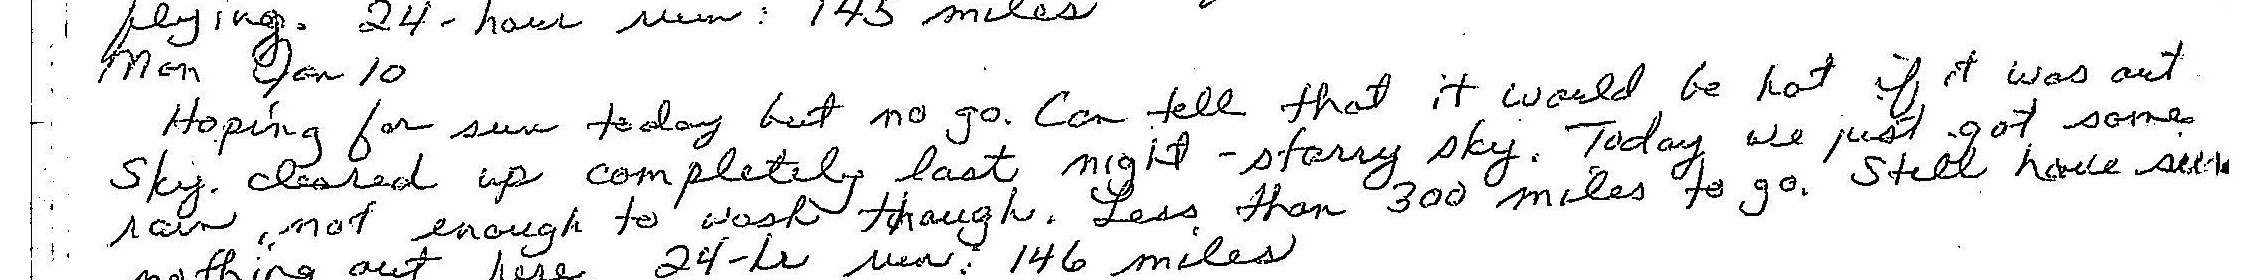 flying. 24-hour run: 145 miles
Mon Jan 10
Hoping for sun today but no go. Can tell that it would be hot if it was out
Sky. cleared up completely last night - starry sky. Today we just got some
rain, not enough to wash though. Less than 300 miles to go. Still have seen
nothing out here 24-hr run: 146 miles